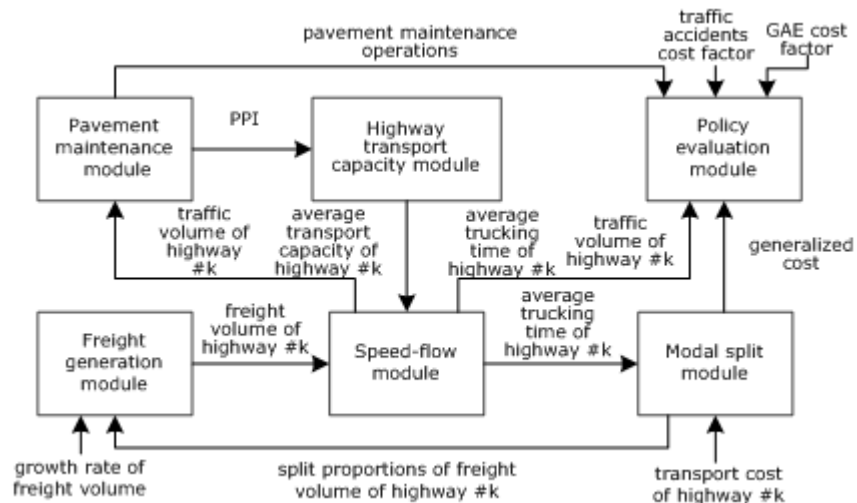 pavement maintenance
operations
traffic
accidents
cost factor
GAE cost
factor
Pavement
maintenance
module
PPI
Highway
transport
capacity module
Policy
evaluation
module
traffic
volume of
highway
#k
average
transport
capacity of
highway #k
average
trucking
time of
highway #k
traffic
volume of
highway #k
generalized
cost
Freight
generation
module
freight
volume of
highway #k
Speed-flow
module
average
trucking
time of
highway #k
Modal split
module
growth rate of
freight volume
split proportions of freight
volume of highway #k
transport cost
of highway #k